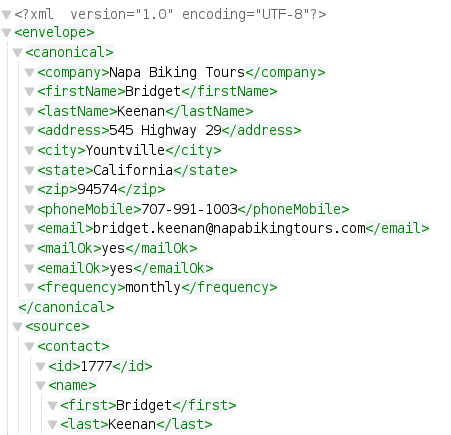 <?xml  version="1.0" encoding="UTF-8"?>
<envelope>
<canonical>
<company>Napa Biking Tours</company>
<firstName>Bridget</firstName>
<lastName>Keenan</lastName>
<address>545 Highway 29</address>
<city>Yountville</city>
<state>California</state>
<zip>94574</zip>
<phoneMobile>707-991-1003</phoneMobile>
<email>bridget.keenan@napabikingtours.com</email>
<mailOk>yes</mailOk>
<emailOk>yes</emailOk>
<frequency>monthly</frequency>
</canonical>
<source>
<contact>
<id>1777</id>
<name>
<first>Bridget</first>
<last>Keenan</last>